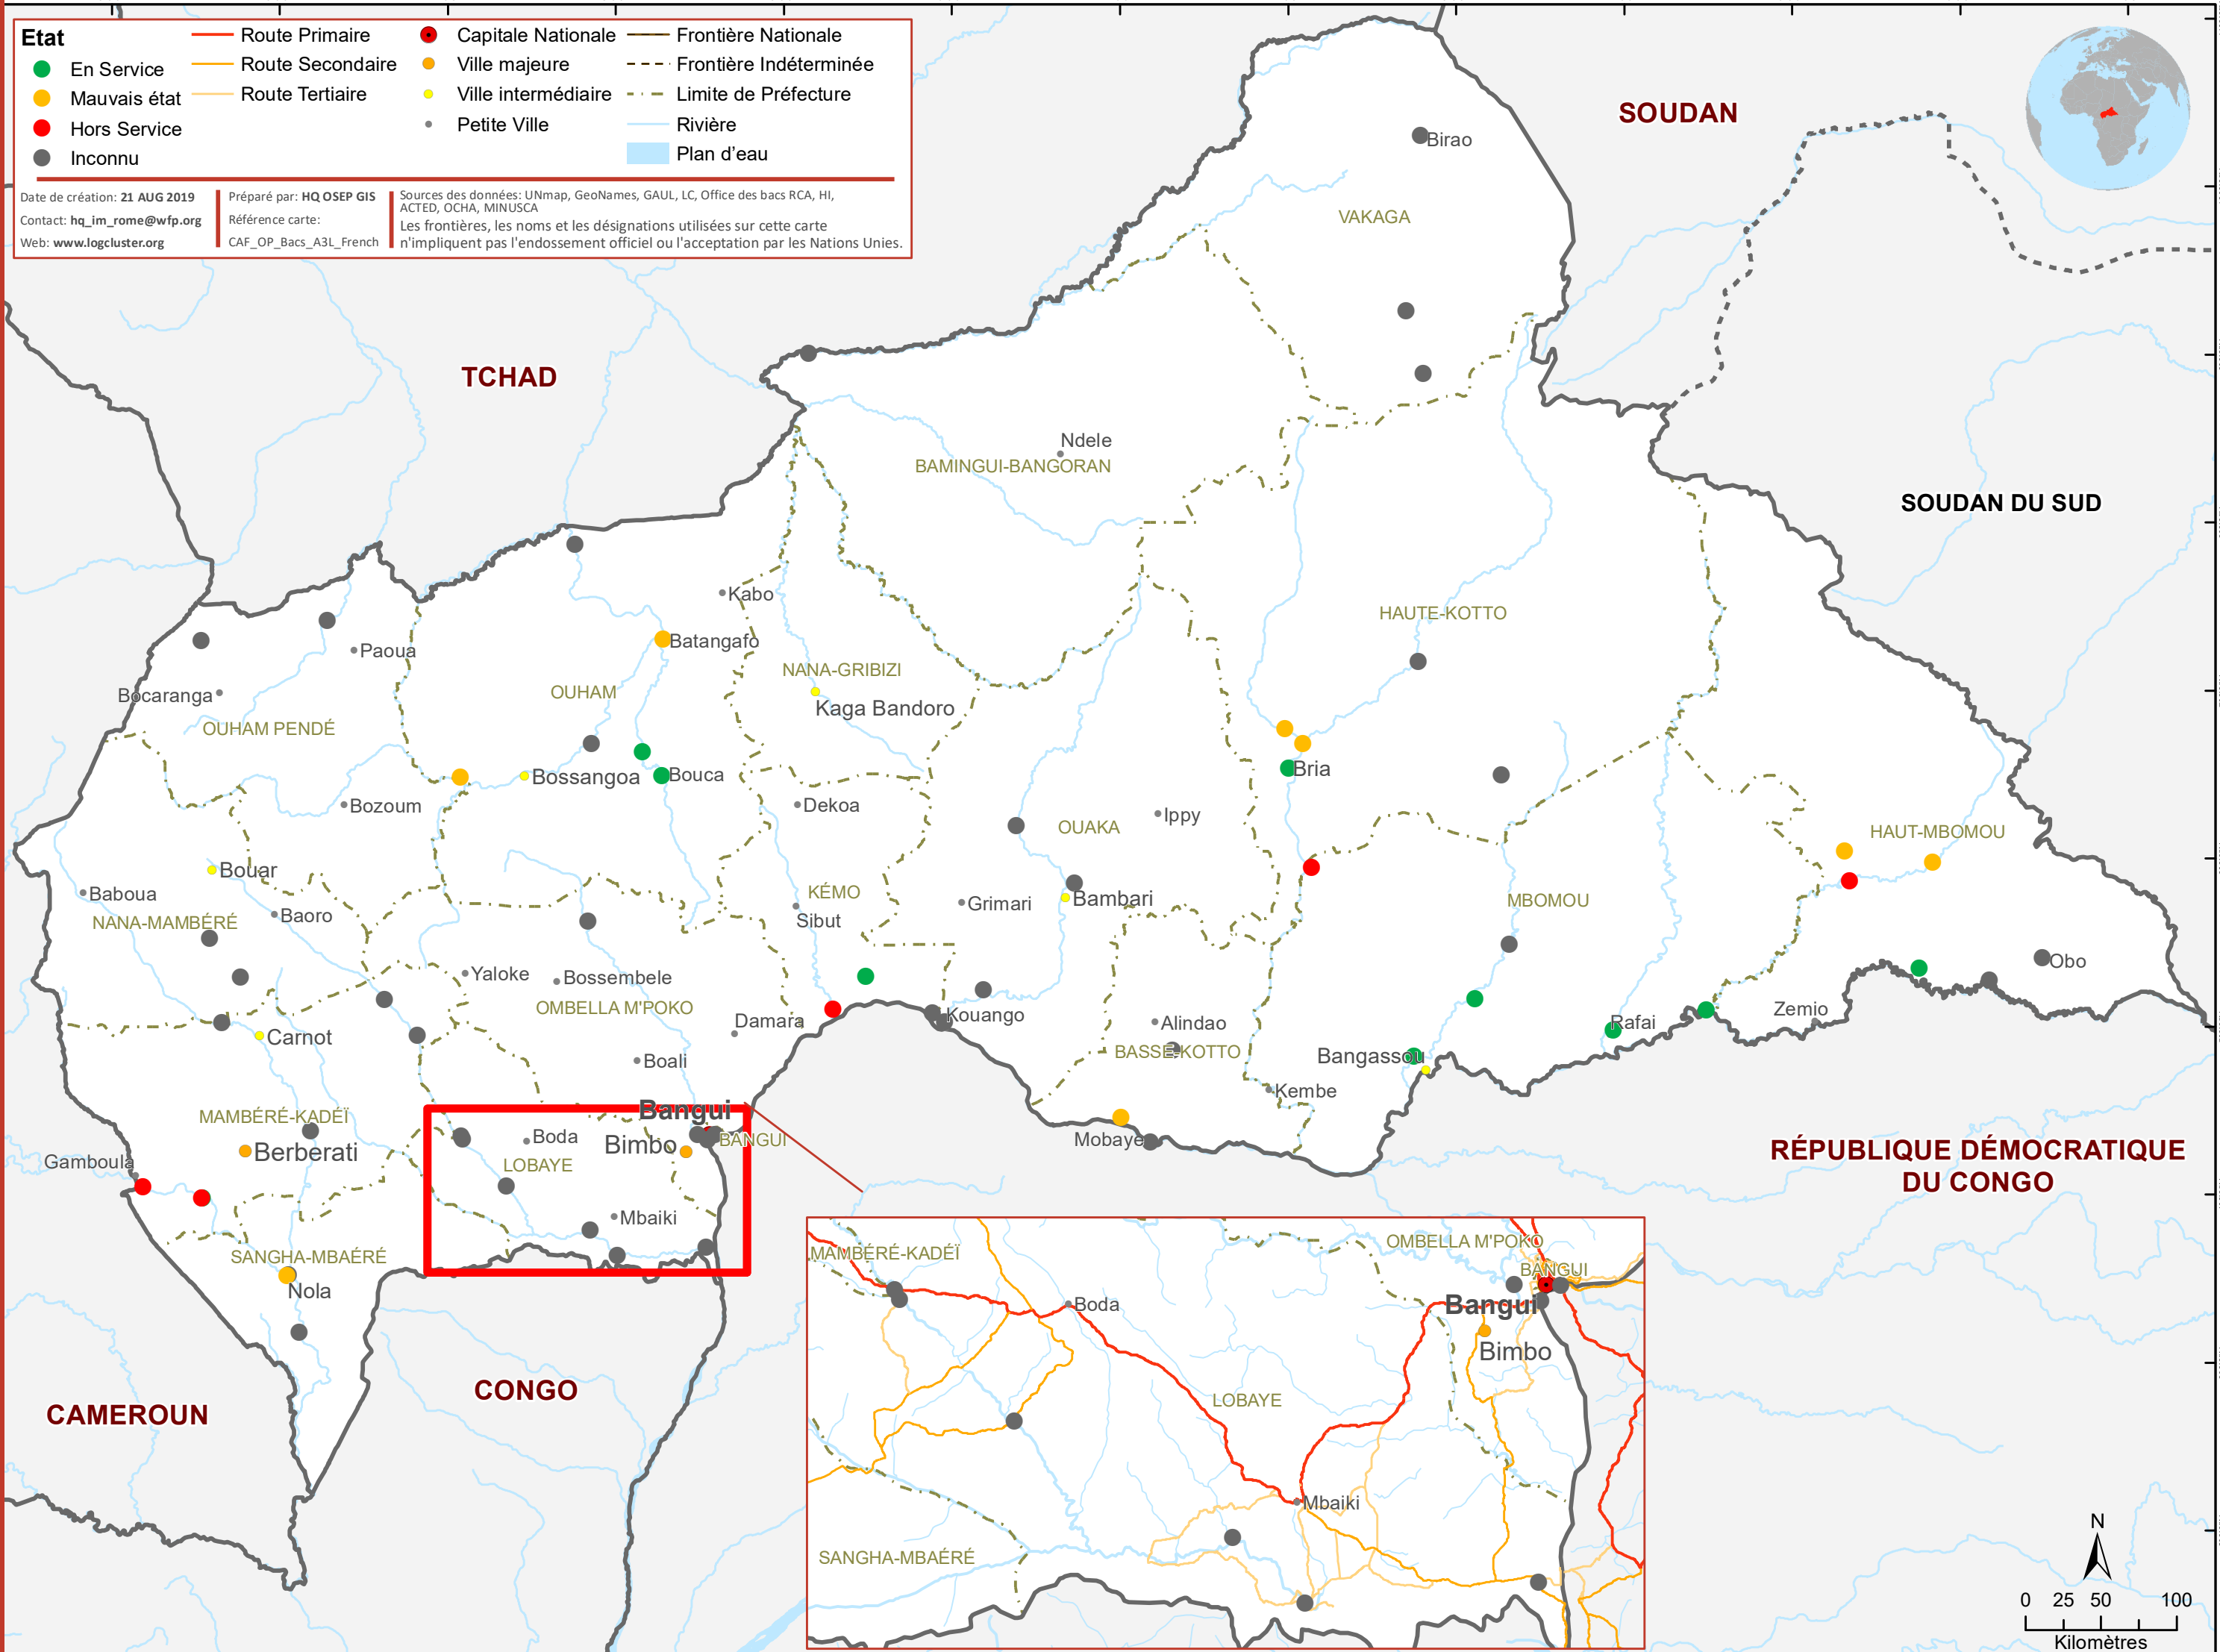 Etat
En Service
Mauvais état
Hors Service
Inconnu
Route Primaire
Route Secondaire
Route Tertiaire
Capitale Nationale
Ville majeure
Ville intermédiaire
Petite Ville
Frontière Nationale
Frontière Indéterminée
Limite de Préfecture
Rivière
Plan d'eau
Date de création: 21 AUG 2019
Contact: hq_im_rome@wfp.org
Web: www.logcluster.org
Préparé par: HQ OSEP GIS
Référence carte:
CAF_OP_Bacs_A3L_French
Sources des données: UNmap, GeoNames, GAUL, LC, Office des bacs RCA, HI,
ACTED, OCHA, MINUSCA
Les frontières, les noms et les désignations utilisées sur cette carte
n'impliquent pas l'endossement officiel ou l'acceptation par les Nations Unies.
SOUDAN
Birao
VAKAGA
TCHAD
Ndele
BAMINGUI-BANGORAN
SOUDAN DU SUD
Kabo
HAUTE-KOTTO
Batangafo
Paoua
NANA-GRIBIZI
Bocaranga
OUHAM
Kaga Bandoro
OUHAM PENDÉ
Bria
Bossangoa
Bouca
Bozoum
Dekoa
Ippy
OUAKA
HAUT-MBOMOU
Bouar
Baboua
KÉMO
Grimari
Bambari
MBOMOU
Baoro
NANA-MAMBÉRÉ
Sibut
Obo
Yaloke
Bossembele
OMBELLA M'POKO
Zemio
Kouango
Damara
Alindao
Rafai
Carnot
BASSE-KOTTO
Bangassou
Boali
Kembe
Bangui
MAMBÉRÉ-KADÉÏ
Boda
Bimbo
BANGUI
Mobaye
Berberati
Gamboula
LOBAYE
RÉPUBLIQUE DÉMOCRATIQUE
DU CONGO
Mbaiki
SANGHA-MBAÉRÉ
Nola
CONGO
CAMEROUN
OMBELLA M'POKO
MAMBÉRÉ-KADÉÏ
BANGUI
Boda
Bangui
Bimbo
LOBAYE
Mbaiki
SANGHA-MBAÉRÉ
N
0 25 50 100
Kilomètres